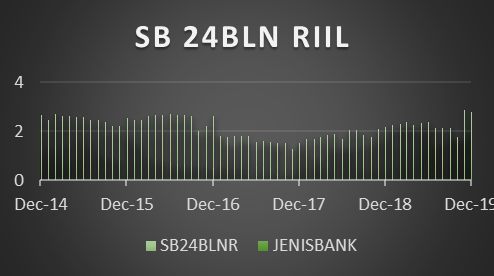 SB 24BLN RIIL
4
2
0
Dec-14 Dec-15 Dec-16 Dec-17 Dec-18 Dec-19
SB24BLNR JENISBANK